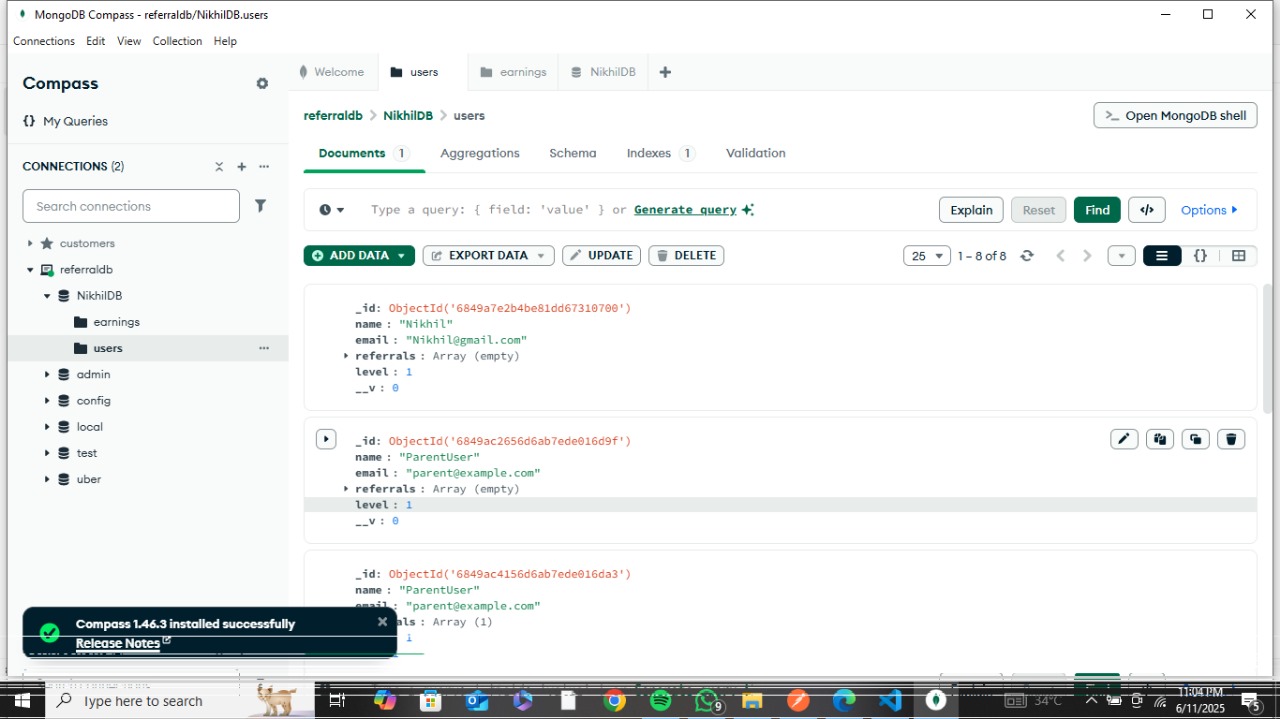 MongoDB Compass - referraldb/NikhilDB.users
Connections Edit View Collection Help
Compass
{} My Queries
CONNECTIONS (2)
Search connections
customers
referraldb
NikhilDB
earnings
users
admin
config
local
test
uber
Welcome users earnings NikhilDB
referraldb > NikhilDB > users
>_ Open MongoDB shell
Documents 1 Aggregations Schema Indexes 1 Validation
Type a query: { field: 'value' } or Generate query
Explain Reset Find </> Options
ADD DATA EXPORT DATA UPDATE DELETE
25 1 – 8 of 8 {}
_id: ObjectId('6849a7e2b4be81dd67310700')
name : "Nikhil"
email : "Nikhil@gmail.com"
referrals : Array (empty)
level : 1
__v : 0
_id: ObjectId('6849ac2656d6ab7ede016d9f')
name : "ParentUser"
email : "parent@example.com"
referrals : Array (empty)
level : 1
__v : 0
_id: ObjectId('6849ac4156d6ab7ede016da3')
name : "ParentUser"
email : "parent@example.com"
als : Array (1)
Compass 1.46.3 installed successfully
Release Notes
Type here to search
9
34°C
11:04 PM
6/11/2025
5